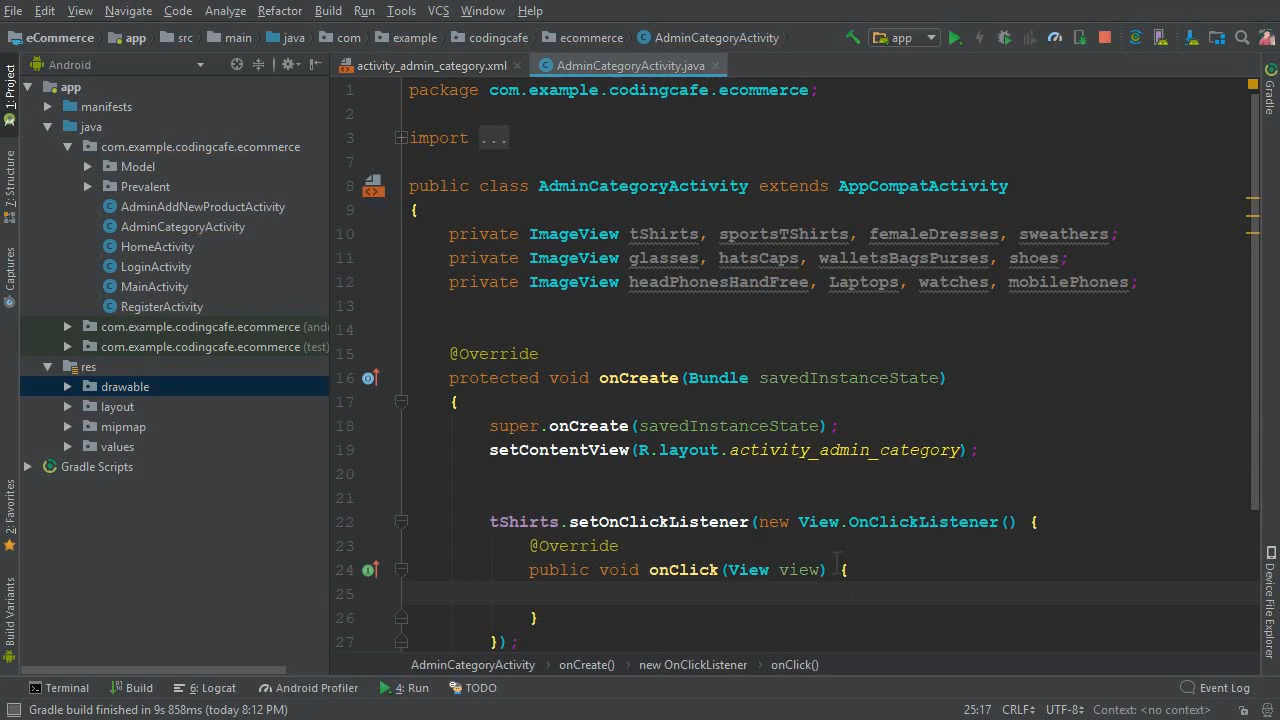 File Edit View Navigate Code Analyze Refactor Build Run Tools VCS Window Help
eCommerce app src main java com example codingcafe ecommerce AdminCategoryActivity app
Android activity_admin_category.xml AdminCategoryActivity.java
1: Project
Z: Structure
Captures
2: Favorites
Build Variants
app
manifests
java
com.example.codingcafe.ecommerce
Model
Prevalent
AdminAddNewProductActivity
AdminCategoryActivity
HomeActivity
LoginActivity
MainActivity
RegisterActivity
com.example.codingcafe.ecommerce (and
com.example.codingcafe.ecommerce (test)
res
drawable
layout
mipmap
values
Gradle Scripts
1 package com.example.codingcafe.ecommerce;
2
3 import ...
7
8 public class AdminCategoryActivity extends AppCompatActivity
9 {
10 private ImageView tShirts, sportsTShirts, femaleDresses, sweathers;
11 private ImageView glasses, hatsCaps, walletsBagsPurses, shoes;
12 private ImageView headPhonesHandFree, Laptops, watches, mobilePhones;
13
14
15 @Override
16 protected void onCreate(Bundle savedInstanceState)
17 {
18 super.onCreate(savedInstanceState);
19 setContentView(R.layout.activity_admin_category);
20
21
22 tShirts.setOnClickListener(new View.OnClickListener() {
23 @Override
24 public void onClick(View view) {
25
26 }
27 });
AdminCategoryActivity onCreate() new OnClickListener onClick()
Gradle
Device File Explorer
Terminal Build 6: Logcat Android Profiler 4: Run TODO Event Log
Gradle build finished in 9s 858ms (today 8:12 PM) 25:17 CRLF UTF-8 Context: <no context>